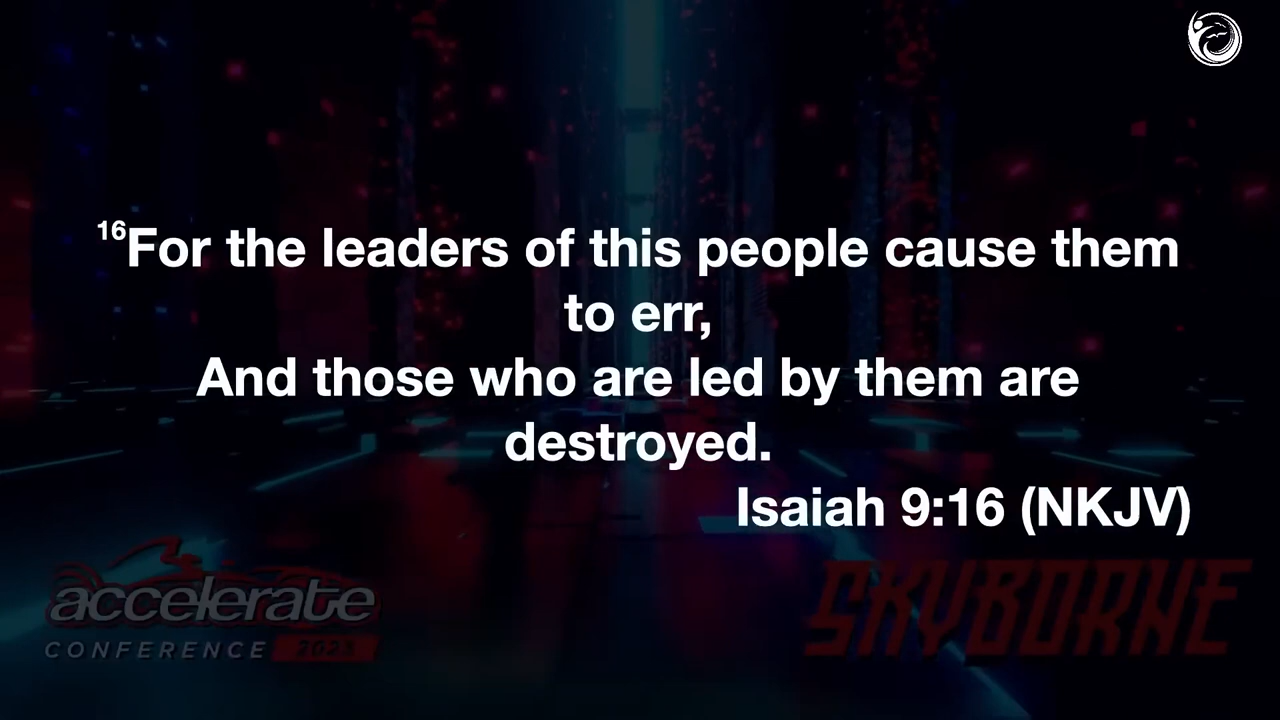 16For the leaders of this people cause them
to err,
And those who are led by them are
destroyed.
Isaiah 9:16 (NKJV)
accelerate
CONFERENCE 2023
SKYBORNE